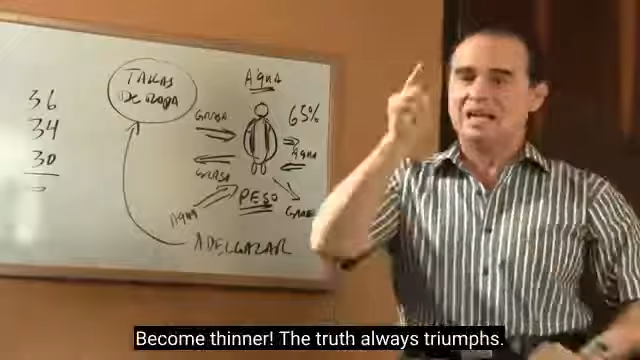 36
34
30
TALLAS
DE ROPA
AGUA
65%
GRASA
AGUA
GRASA
PESO
AGUA
ADELGAZAR
Become thinner! The truth always triumphs.